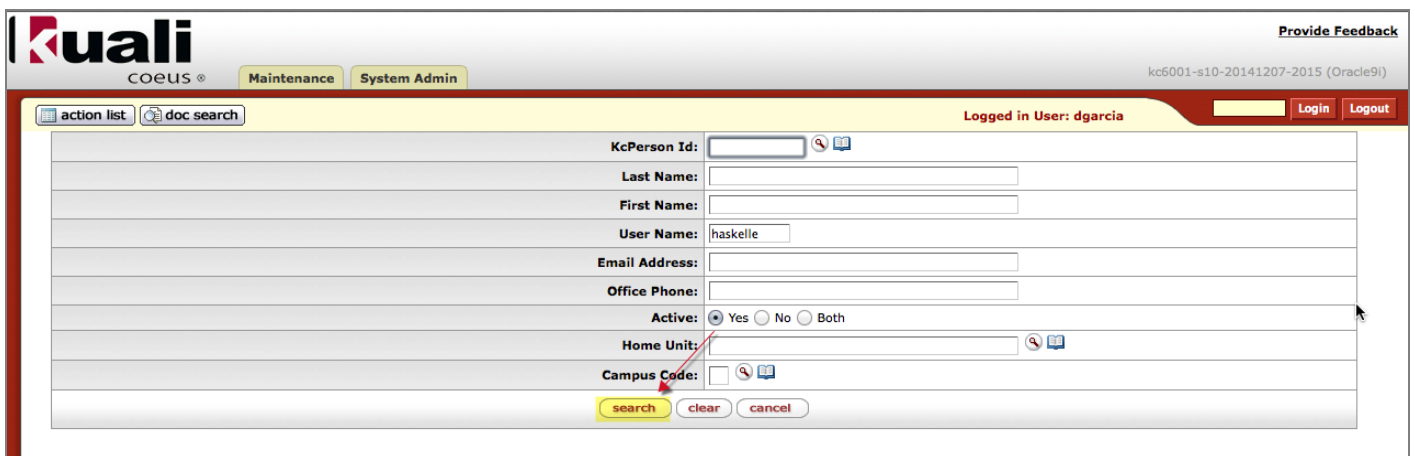 Kuali
coeus ®
Provide Feedback
Maintenance
System Admin
kc6001-s10-20141207-2015 (Oracle9i)
action list
doc search
Logged in User: dgarcia
Login
Logout
KcPerson Id:
Last Name:
First Name:
User Name: haskelle
Email Address:
Office Phone:
Active: Yes No Both
Home Unit:
Campus Code:
search clear cancel